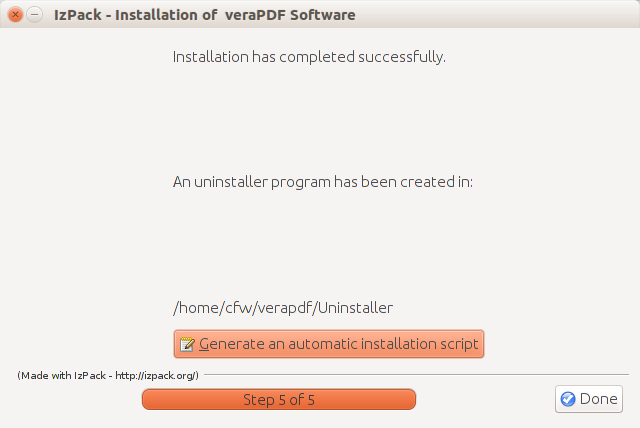 IzPack - Installation of  veraPDF Software
Installation has completed successfully.
An uninstaller program has been created in:
/home/cfw/verapdf/Uninstaller
Generate an automatic installation script
(Made with IzPack - http://izpack.org/)
Step 5 of 5
Done